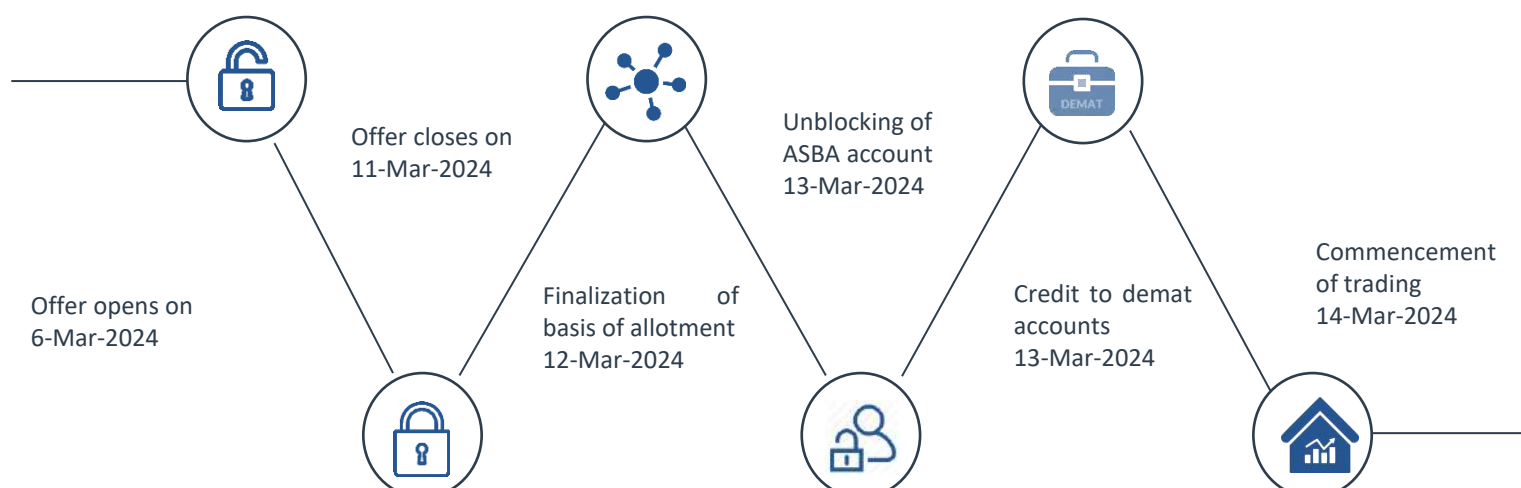 Offer opens on
6-Mar-2024
Offer closes on
11-Mar-2024
Finalization of
basis of allotment
12-Mar-2024
Unblocking of
ASBA account
13-Mar-2024
DEMAT
Credit to demat
accounts
13-Mar-2024
Commencement
of trading
14-Mar-2024